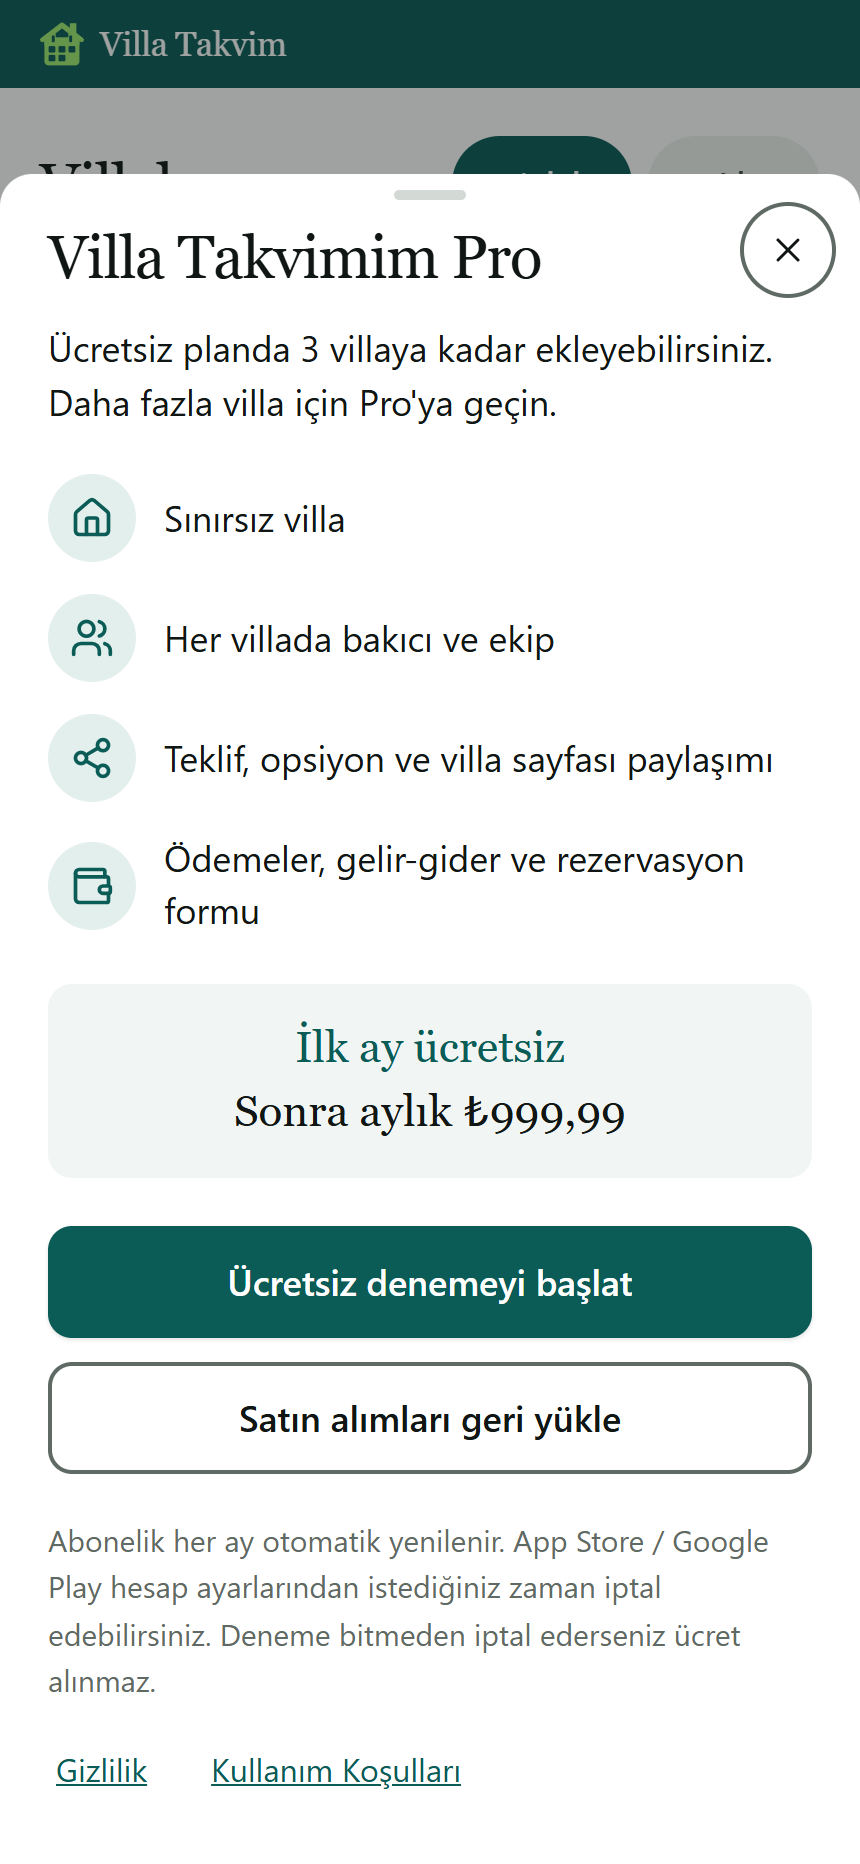 Villa Takvim
Villa Takvimim Pro
Ücretsiz planda 3 villaya kadar ekleyebilirsiniz.
Daha fazla villa için Pro'ya geçin.
Sınırsız villa
Her villada bakıcı ve ekip
Teklif, opsiyon ve villa sayfası paylaşımı
Ödemeler, gelir-gider ve rezervasyon
formu
İlk ay ücretsiz
Sonra aylık ₺999,99
Ücretsiz denemeyi başlat
Satın alımları geri yükle
Abonelik her ay otomatik yenilenir. App Store / Google
Play hesap ayarlarından istediğiniz zaman iptal
edebilirsiniz. Deneme bitmeden iptal ederseniz ücret
alınmaz.
Gizlilik
Kullanım Koşulları